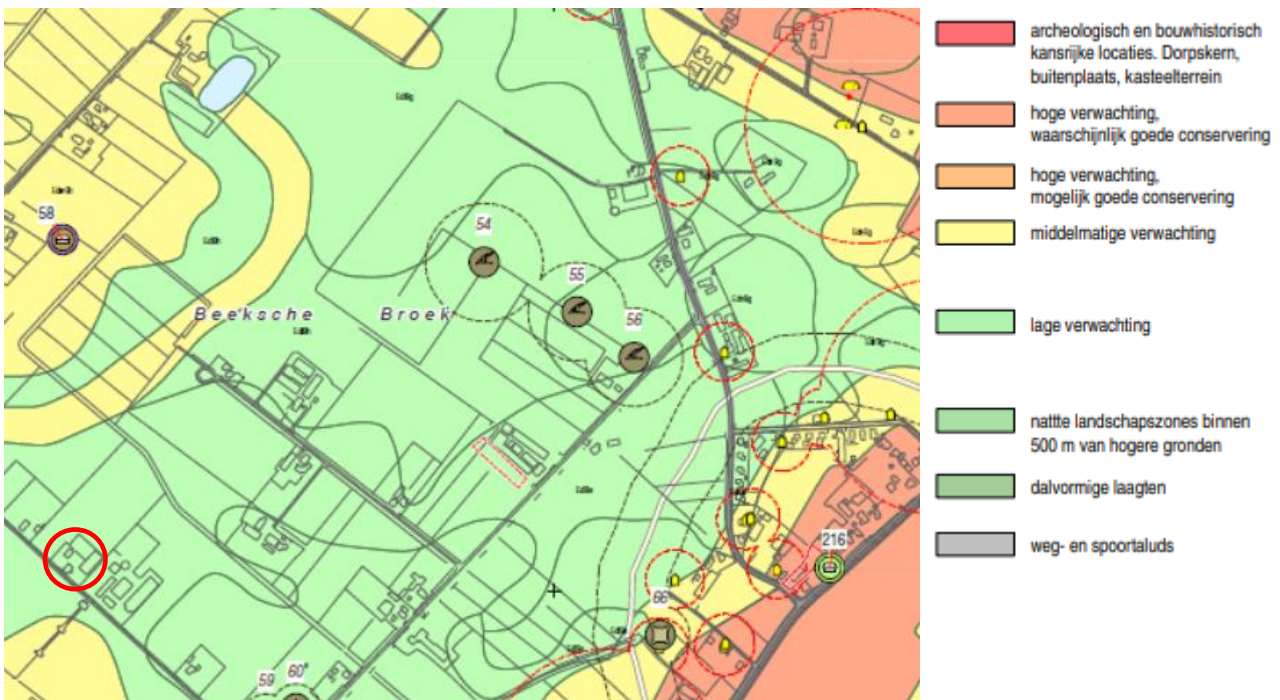 archeologisch en bouwhistorisch
kansrijke locaties. Dorpskern,
buitenplaats, kasteelterrein
hoge verwachting,
waarschijnlijk goede conservering
hoge verwachting,
mogelijk goede conservering
middelmatige verwachting
lage verwachting
nattte landschapszones binnen
500 m van hogere gronden
dalvormige laagten
weg- en spoortaluds
58
54
55
56
Beeksche Broek
216
66
59
60*